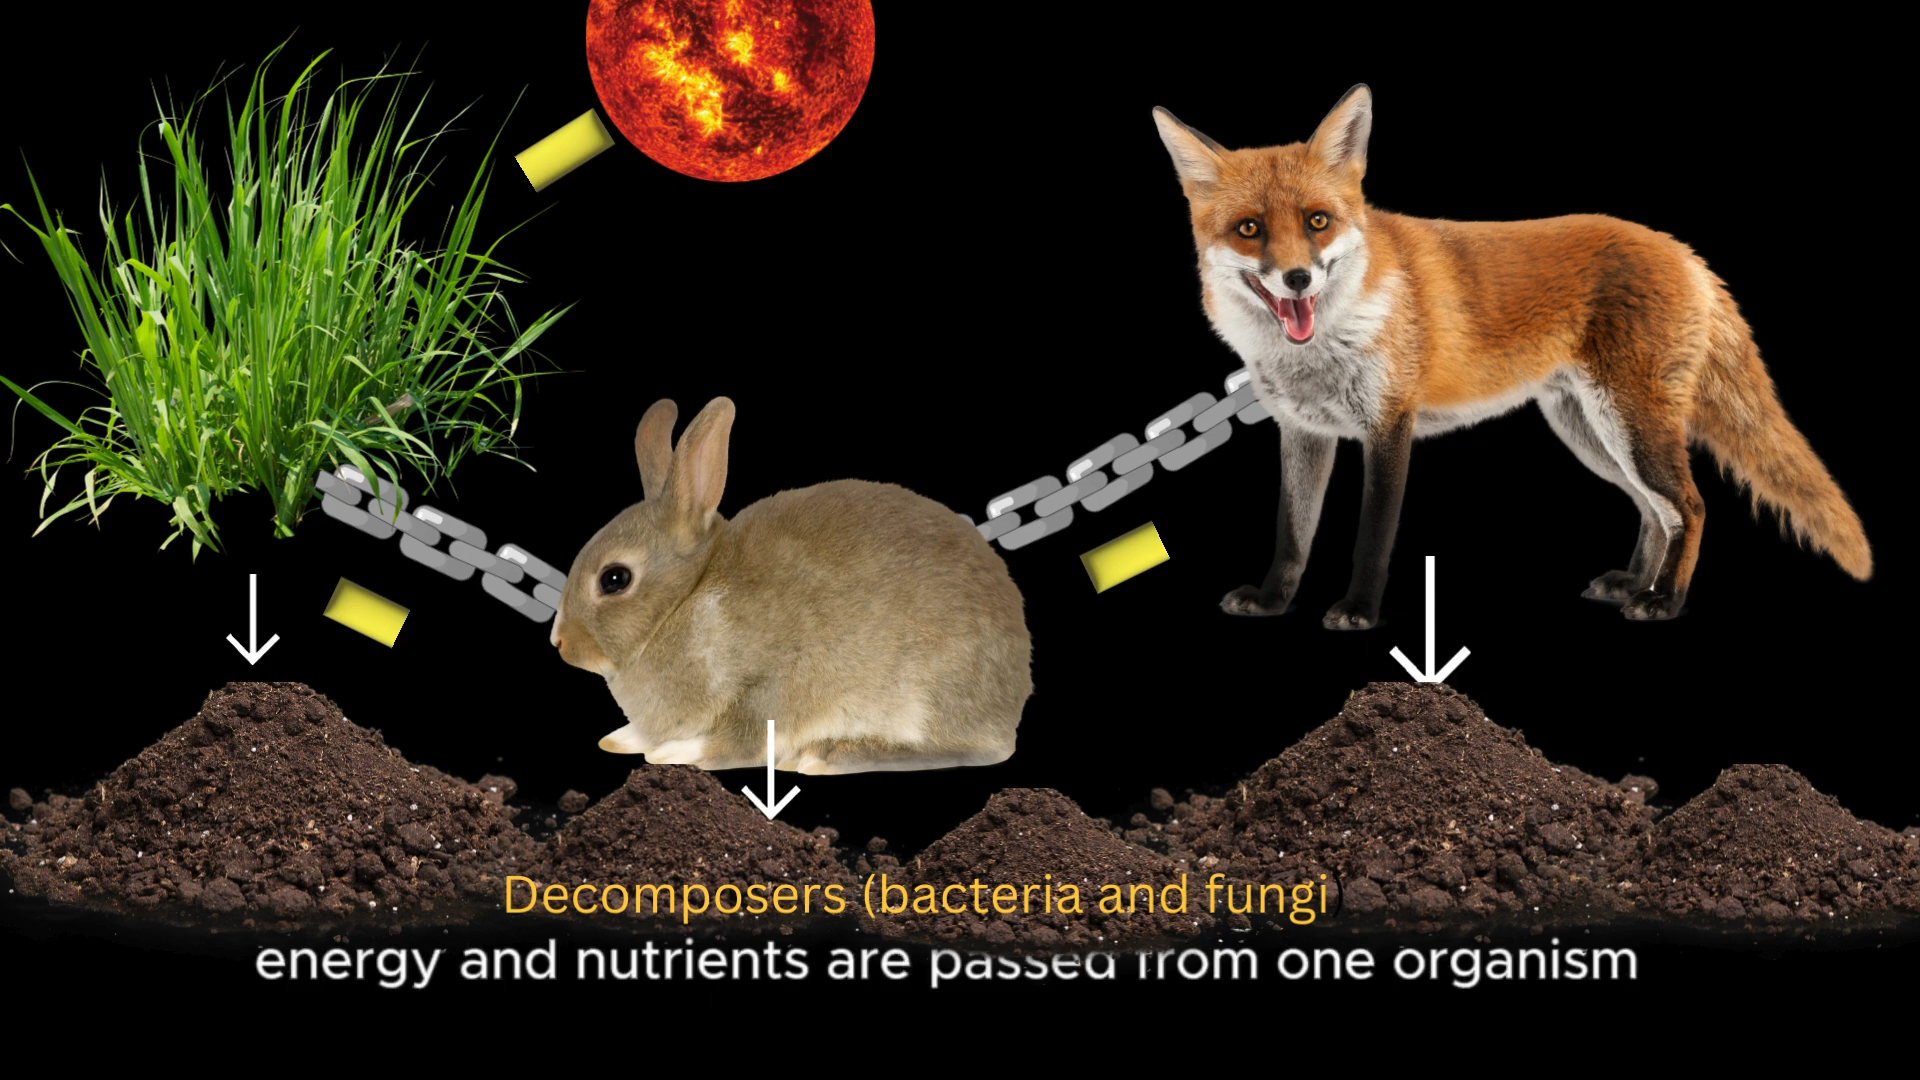 Decomposers (bacteria and fungi)
energy and nutrients are passed from one organism